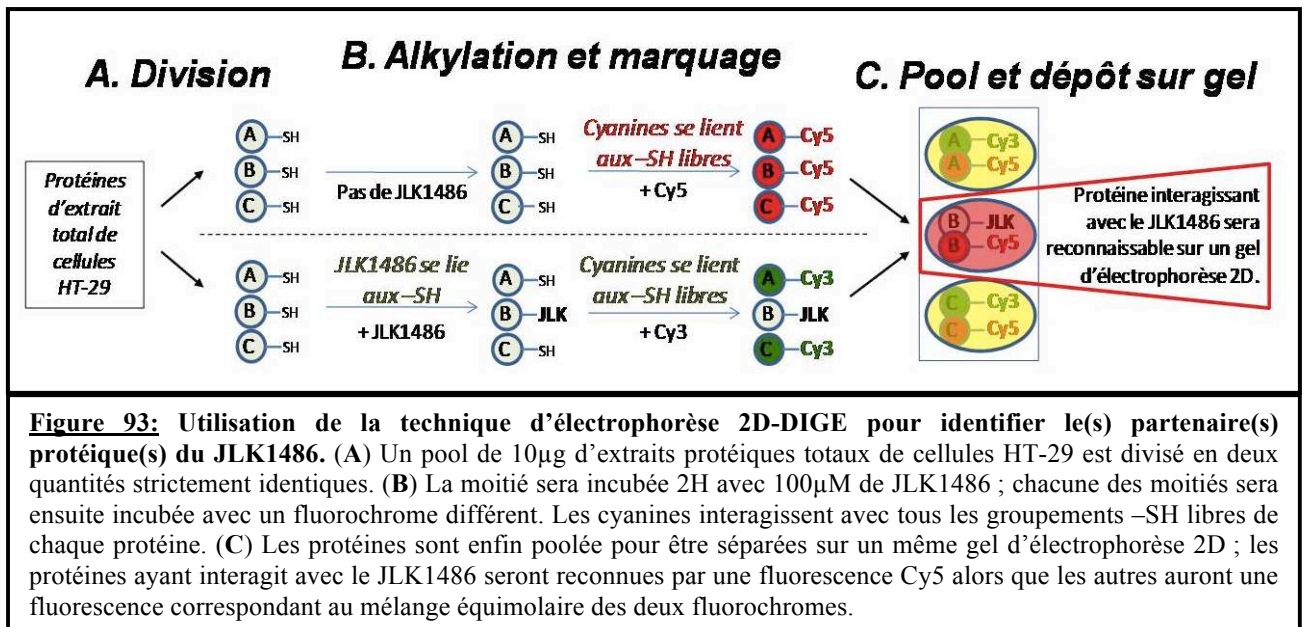 A. Division
B. Alkylation et marquage
C. Pool et dépôt sur gel
Protéines
d'extrait
total de
cellules
HT-29
A -SH
B -SH
C -SH
Pas de JLK1486
A -SH
B -SH
C -SH
Cyanines se lient
aux–SH libres
+ Cy5
A -Cy5
B -Cy5
C -Cy5
A -SH
B -SH
C -SH
JLK1486 se lie
aux–SH
+ JLK1486
A -SH
B -JLK
C -SH
Cyanines se lient
aux–SH libres
+ Cy3
A -Cy3
B -JLK
C -Cy3
A -Cy3
A -Cy5
B -JLK
B -Cy5
C -Cy3
C -Cy5
Protéine interagissant
avec le JLK1486 sera
reconnaissable sur un gel
d'électrophorèse 2D.
Figure 93: Utilisation de la technique d'électrophorèse 2D-DIGE pour identifier le(s) partenaire(s)
protéique(s) du JLK1486. (A) Un pool de 10µg d'extraits protéiques totaux de cellules HT-29 est divisé en deux
quantités strictement identiques. (B) La moitié sera incubée 2H avec 100µM de JLK1486 ; chacune des moitiés sera
ensuite incubée avec un fluorochrome différent. Les cyanines interagissent avec tous les groupements –SH libres de
chaque protéine. (C) Les protéines sont enfin poolée pour être séparées sur un même gel d'électrophorèse 2D ; les
protéines ayant interagit avec le JLK1486 seront reconnues par une fluorescence Cy5 alors que les autres auront une
fluorescence correspondant au mélange équimolaire des deux fluorochromes.